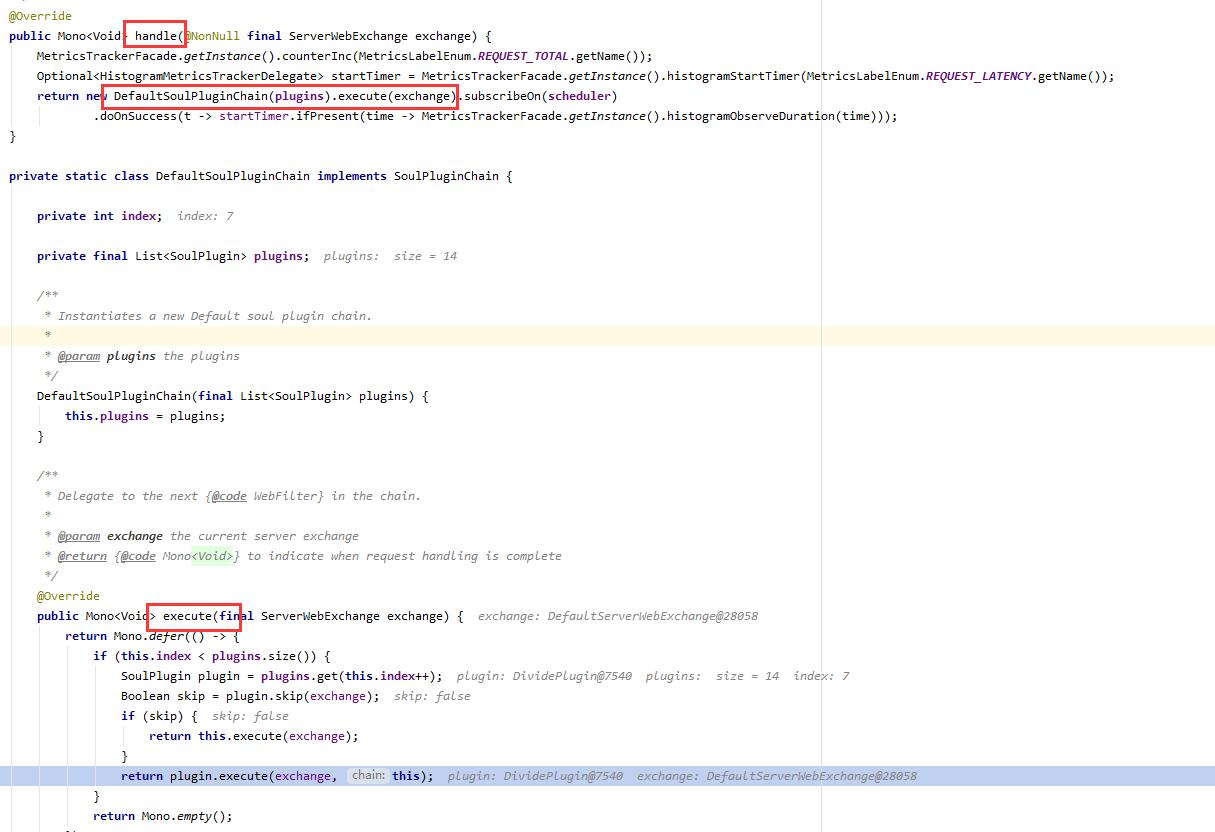 @Override
public Mono<Void> handle(@NonNull final ServerWebExchange exchange) {
MetricsTrackerFacade.getInstance().counterInc(MetricsLabelEnum.REQUEST_TOTAL.getName());
Optional<HistogramMetricsTrackerDelegate> startTimer = MetricsTrackerFacade.getInstance().histogramStartTimer(MetricsLabelEnum.REQUEST_LATENCY.getName());
return new DefaultSoulPluginChain(plugins).execute(exchange).subscribeOn(scheduler)
.doOnSuccess(t -> startTimer.ifPresent(time -> MetricsTrackerFacade.getInstance().histogramObserveDuration(time)));
}
private static class DefaultSoulPluginChain implements SoulPluginChain {
private int index; index: 7
private final List<SoulPlugin> plugins; plugins: size = 14
/**
* Instantiates a new Default soul plugin chain.
*
* @param plugins the plugins
*/
DefaultSoulPluginChain(final List<SoulPlugin> plugins) {
this.plugins = plugins;
}
/**
* Delegate to the next {@code WebFilter} in the chain.
*
* @param exchange the current server exchange
* @return {@code Mono<Void>} to indicate when request handling is complete
*/
@Override
public Mono<Void> execute(final ServerWebExchange exchange) { exchange: DefaultServerWebExchange@28058
return Mono.defer(() -> {
if (this.index < plugins.size()) {
SoulPlugin plugin = plugins.get(this.index++); plugin: DividePlugin@7540 plugins: size = 14 index: 7
Boolean skip = plugin.skip(exchange); skip: false
if (skip) { skip: false
return this.execute(exchange);
}
return plugin.execute(exchange, chain: this); plugin: DividePlugin@7540 exchange: DefaultServerWebExchange@28058
}
return Mono.empty();